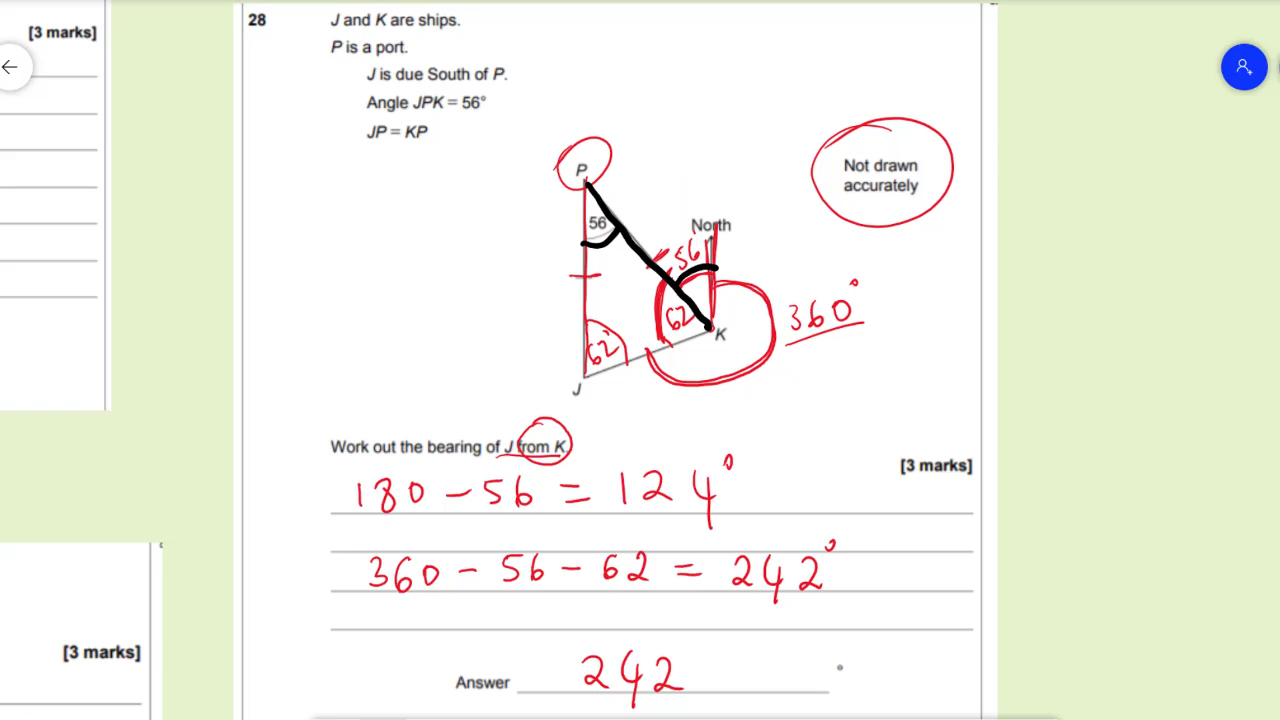 [3 marks]
28
J and K are ships.
P is a port.
J is due South of P.
Angle JPK = 56°
JP = KP
Not drawn
accurately
P
56
North
56°
62
K
360°
62°
J
Work out the bearing of J from K.
[3 marks]
180 - 56 = 124°
360 - 56 - 62 = 242°
[3 marks]
Answer 242 °